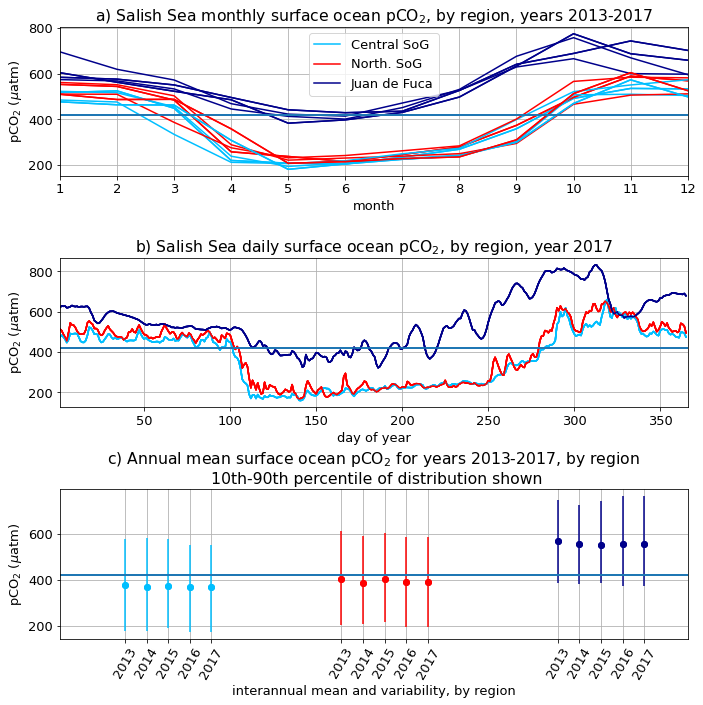 a) Salish Sea monthly surface ocean pCO₂, by region, years 2013-2017
pCO₂ (μatm)
800
600
400
200
Central SoG
North. SoG
Juan de Fuca
1 2 3 4 5 6 7 8 9 10 11 12
month
b) Salish Sea daily surface ocean pCO₂, by region, year 2017
pCO₂ (μatm)
800
600
400
200
50 100 150 200 250 300 350
day of year
c) Annual mean surface ocean pCO₂ for years 2013-2017, by region
10th-90th percentile of distribution shown
pCO₂ (μatm)
600
400
200
2013 2014 2015 2016 2017 2013 2014 2015 2016 2017 2013 2014 2015 2016 2017
interannual mean and variability, by region